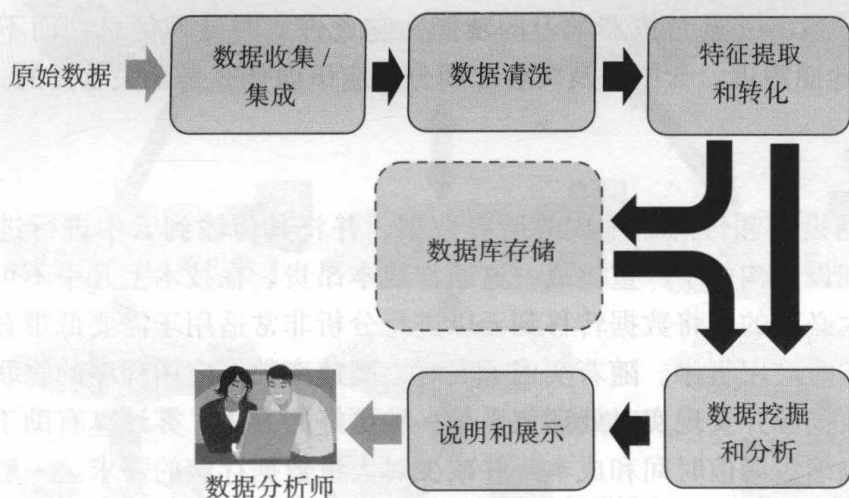 原始数据
数据收集 /
集成
数据清洗
特征提取
和转化
数据库存储
数据挖掘
和分析
说明和展示
数据分析师